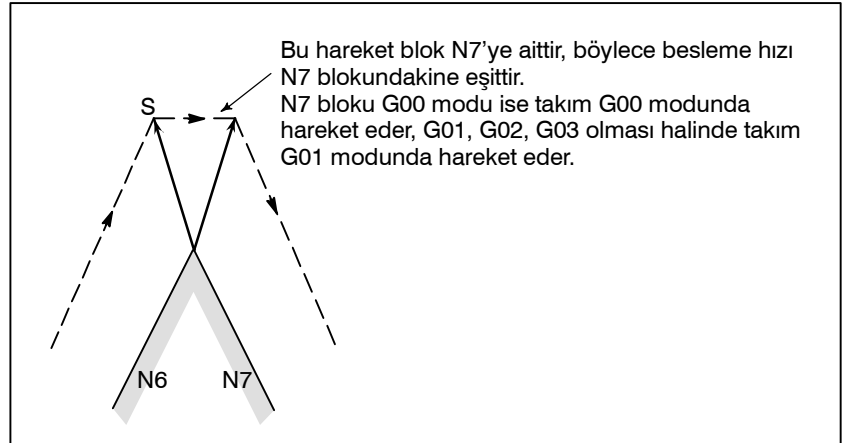 Bu hareket blok N7’ye aittir, böylece besleme hızı
N7 blokundakine eşittir.
N7 bloku G00 modu ise takım G00 modunda
hareket eder, G01, G02, G03 olması halinde takım
G01 modunda hareket eder.
S
N6
N7